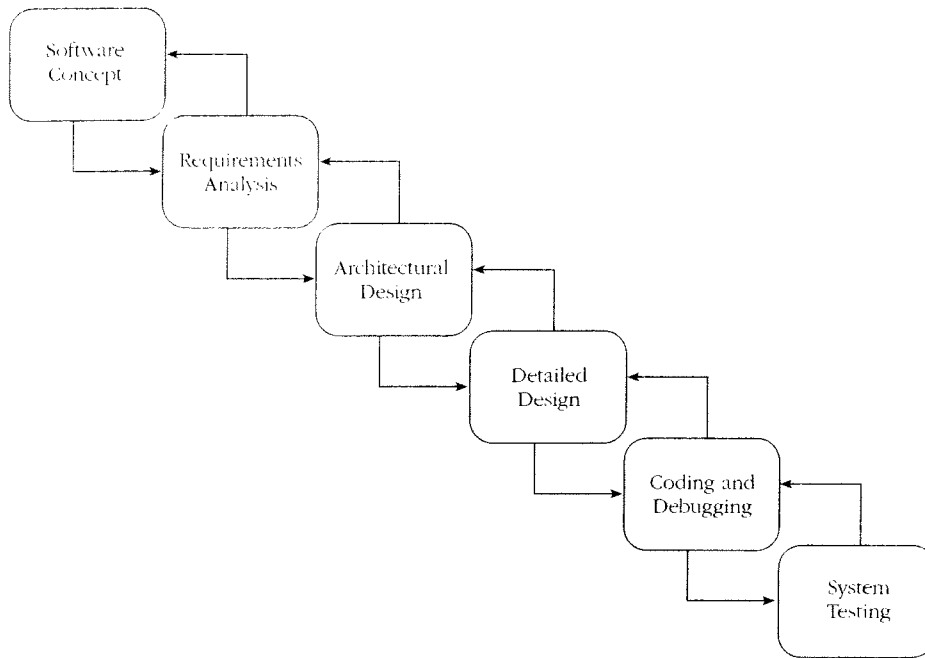 Software
Concept
Requirements
Analysis
Architectural
Design
Detailed
Design
Coding and
Debugging
System
Testing